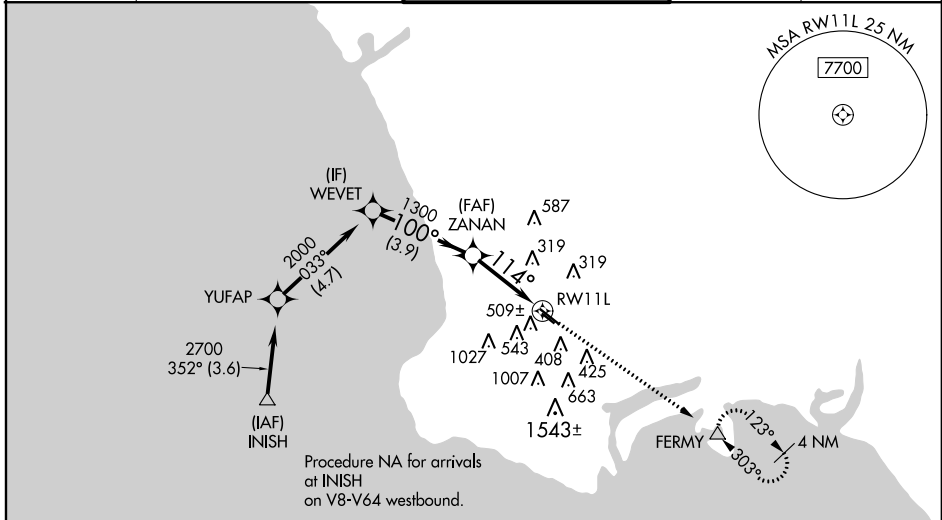 MSA RW11L 25 NM
7700
(IF)
WEVET
1300
100°
(3.9)
(FAF)
ZANAN
587
319
319
114°
2000
033°
(4.7)
YUFAP
RW11L
509±
543
1027
408
425
1007
663
1543±
2700
352° (3.6)
(IAF)
INISH
FERMY
123°
303°
4 NM
Procedure NA for arrivals
at INISH
on V8-V64 westbound.